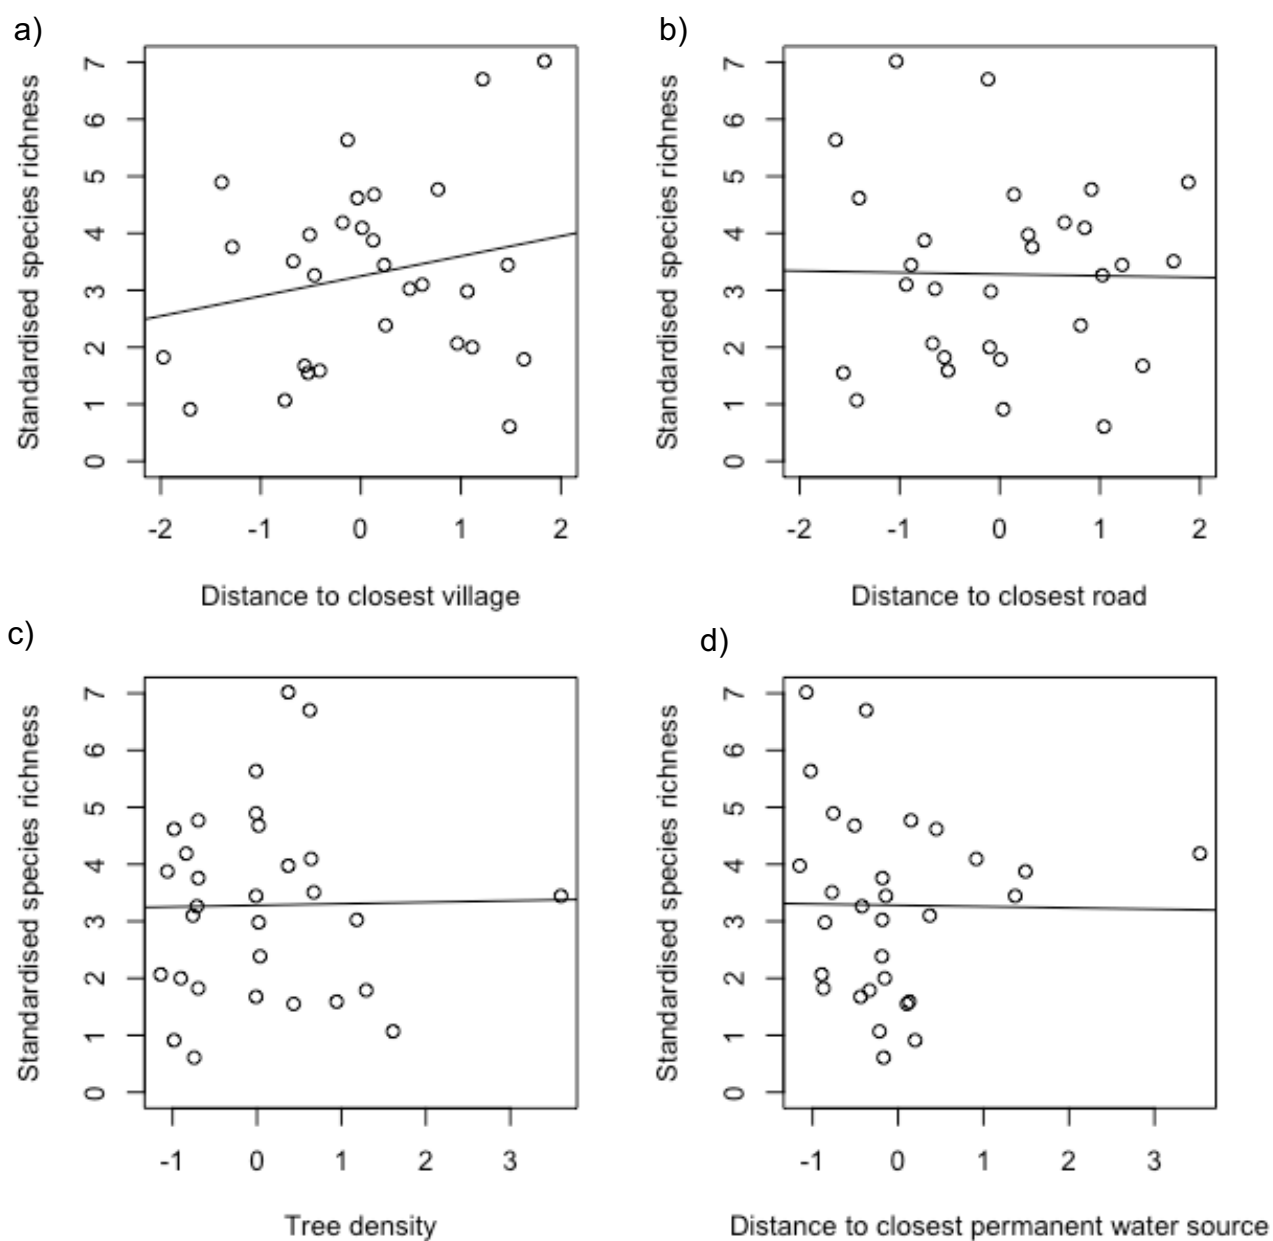 a)
Standardised species richness
7
6
5
4
3
2
1
0
-2 -1 0 1 2
Distance to closest village
b)
Standardised species richness
7
6
5
4
3
2
1
0
-2 -1 0 1 2
Distance to closest road
c)
Standardised species richness
7
6
5
4
3
2
1
0
-1 0 1 2 3
Tree density
d)
Standardised species richness
7
6
5
4
3
2
1
0
-1 0 1 2 3
Distance to closest permanent water source